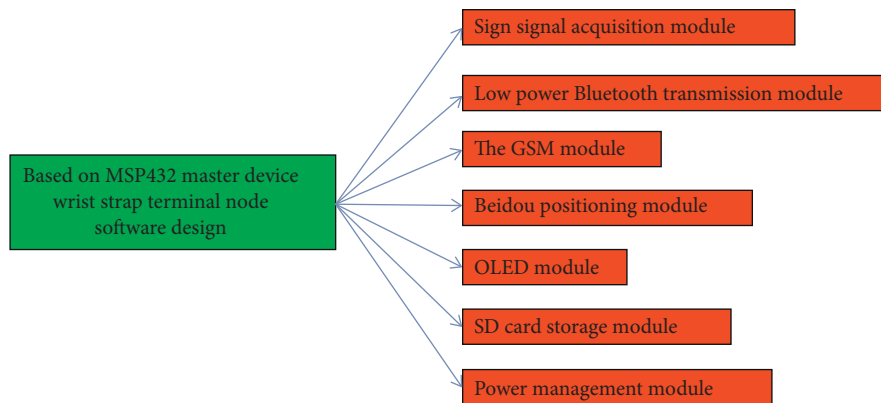 Sign signal acquisition module
Low power Bluetooth transmission module
The GSM module
Based on MSP432 master device
wrist strap terminal node
software design
Beidou positioning module
OLED module
SD card storage module
Power management module